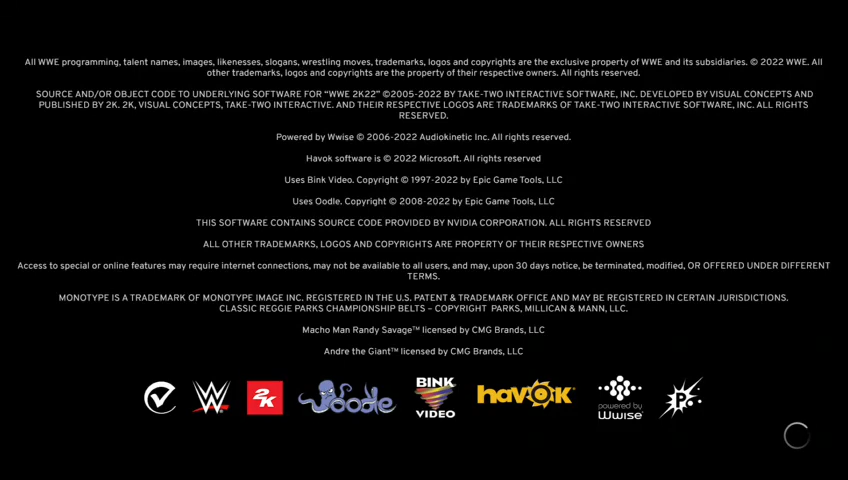 All WWE programming, talent names, images, likenesses, slogans, wrestling moves, trademarks, logos and copyrights are the exclusive property of WWE and its subsidiaries. © 2022 WWE. All
other trademarks, logos and copyrights are the property of their respective owners. All rights reserved.
SOURCE AND/OR OBJECT CODE TO UNDERLYING SOFTWARE FOR “WWE 2K22” ©2005-2022 BY TAKE-TWO INTERACTIVE SOFTWARE, INC. DEVELOPED BY VISUAL CONCEPTS AND
PUBLISHED BY 2K. 2K, VISUAL CONCEPTS, TAKE-TWO INTERACTIVE. AND THEIR RESPECTIVE LOGOS ARE TRADEMARKS OF TAKE-TWO INTERACTIVE SOFTWARE, INC. ALL RIGHTS
RESERVED.
Powered by Wwise © 2006-2022 Audiokinetic Inc. All rights reserved.
Havok software is © 2022 Microsoft. All rights reserved
Uses Bink Video. Copyright © 1997-2022 by Epic Game Tools, LLC
Uses Oodle. Copyright © 2008-2022 by Epic Game Tools, LLC
THIS SOFTWARE CONTAINS SOURCE CODE PROVIDED BY NVIDIA CORPORATION. ALL RIGHTS RESERVED
ALL OTHER TRADEMARKS, LOGOS AND COPYRIGHTS ARE PROPERTY OF THEIR RESPECTIVE OWNERS
Access to special or online features may require internet connections, may not be available to all users, and may, upon 30 days notice, be terminated, modified, OR OFFERED UNDER DIFFERENT
TERMS.
MONOTYPE IS A TRADEMARK OF MONOTYPE IMAGE INC. REGISTERED IN THE U.S. PATENT & TRADEMARK OFFICE AND MAY BE REGISTERED IN CERTAIN JURISDICTIONS.
CLASSIC REGGIE PARKS CHAMPIONSHIP BELTS – COPYRIGHT PARKS, MILLICAN & MANN, LLC.
Macho Man Randy Savage™ licensed by CMG Brands, LLC
Andre the Giant™ licensed by CMG Brands, LLC
W 2K oodle BINK VIDEO havok powered by Wwise P